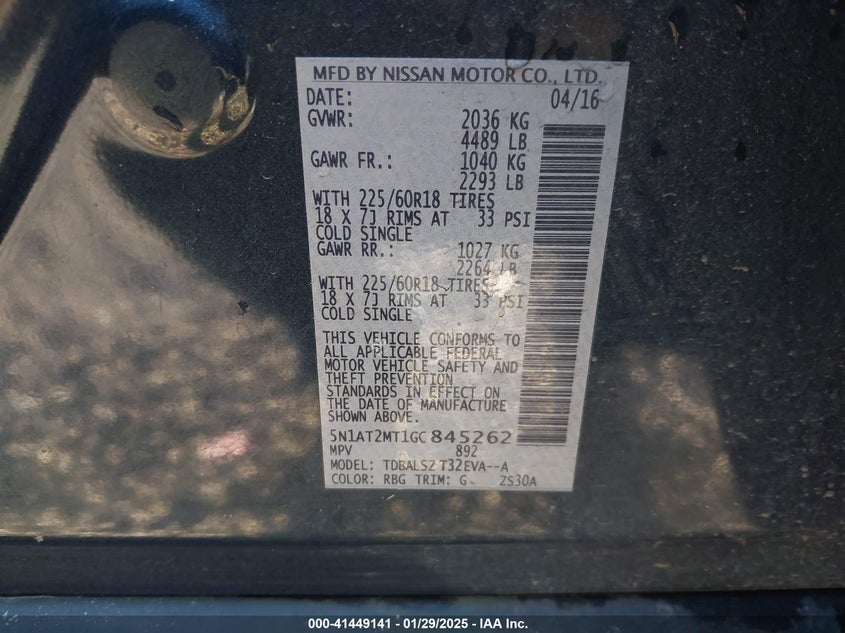 MFD BY NISSAN MOTOR CO., LTD.
DATE: 04/16
GVWR: 2036 KG
4489 LB
GAWR FR.: 1040 KG
2293 LB
WITH 225/60R18 TIRES
18 X 7J RIMS AT 33 PSI
COLD SINGLE
GAWR RR.: 1027 KG
2264 LB
WITH 225/60R18 TIRES
18 X 7J RIMS AT 33 PSI
COLD SINGLE
THIS VEHICLE CONFORMS TO
ALL APPLICABLE FEDERAL
MOTOR VEHICLE SAFETY AND
THEFT PREVENTION
STANDARDS IN EFFECT ON
THE DATE OF MANUFACTURE
SHOWN ABOVE.
5N1AT2MT1GC845262
MPV 892
MODEL: TDBALSZ T32EVA--A
COLOR: RBG TRIM: G ZS30A
000-41449141 - 01/29/2025 - IAA Inc.